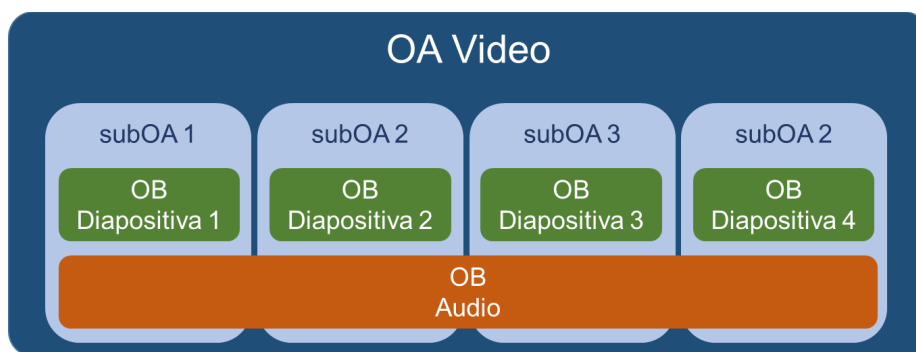 OA Video
subOA 1
subOA 2
subOA 3
subOA 2
OB
Diapositiva 1
OB
Diapositiva 2
OB
Diapositiva 3
OB
Diapositiva 4
OB
Audio